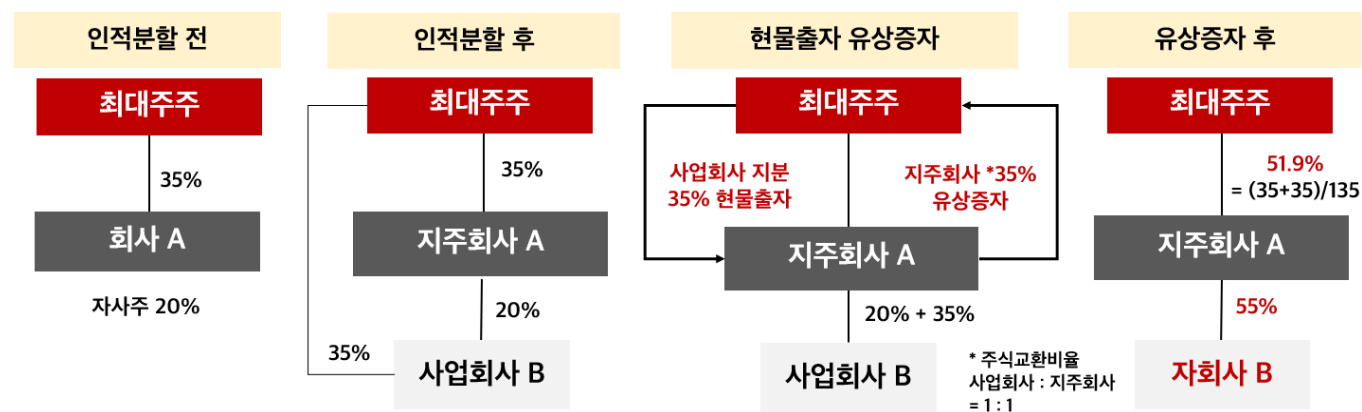 인적분할 전
최대주주
35%
회사 A
자사주 20%
인적분할 후
최대주주
35%
지주회사 A
20%
35%
사업회사 B
현물출자 유상증자
최대주주
사업회사 지분
35% 현물출자
지주회사 *35%
유상증자
지주회사 A
20% + 35%
사업회사 B
* 주식교환비율
사업회사 : 지주회사
= 1 : 1
유상증자 후
최대주주
51.9%
= (35+35)/135
지주회사 A
55%
자회사 B